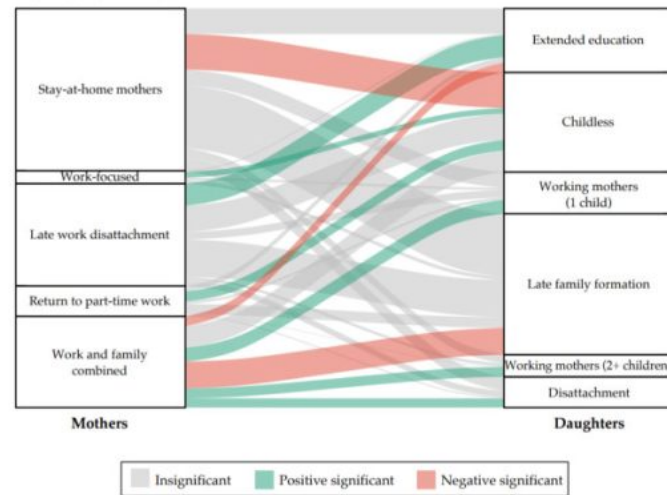 Stay-at-home mothers
Work-focused
Late work disattachment
Return to part-time work
Work and family
combined
Mothers
Extended education
Childless
Working mothers
(1 child)
Late family formation
Working mothers (2+ children
Disattachment
Daughters
Insignificant
Positive significant
Negative significant